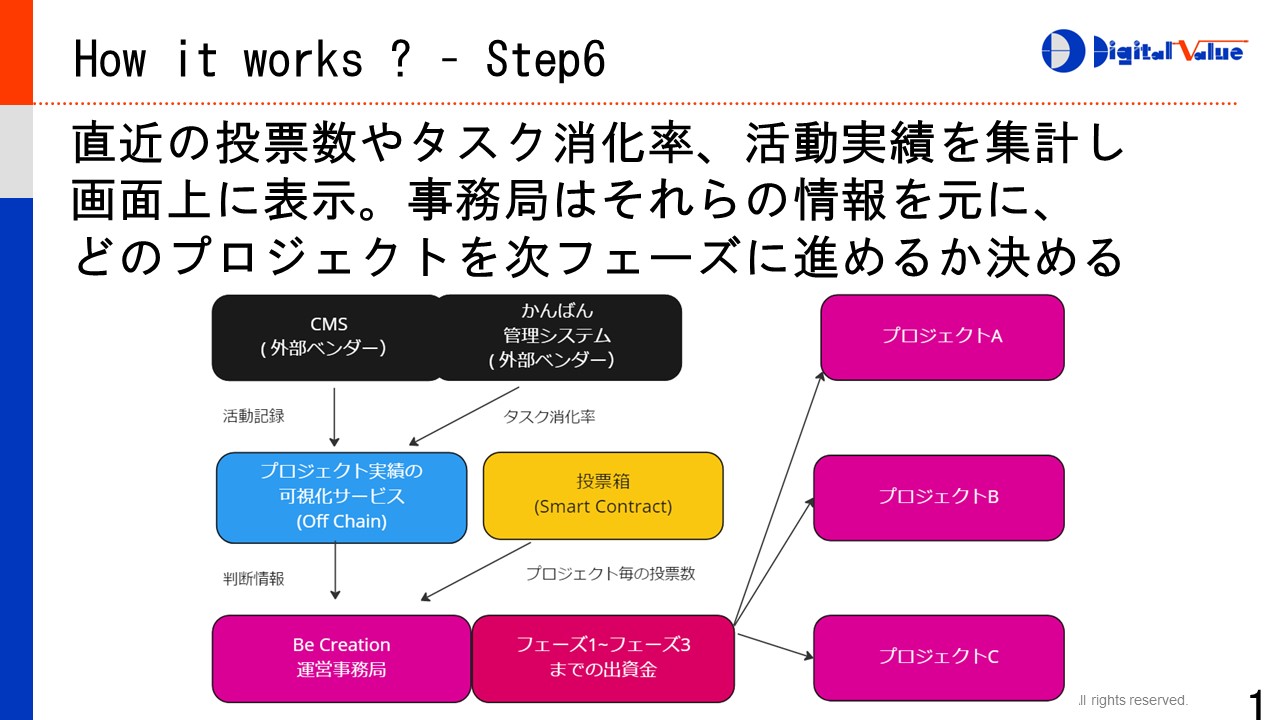 How it works ? - Step6
Digital Value
直近の投票数やタスク消化率、活動実績を集計し
画面上に表示。事務局はそれらの情報を元に、
どのプロジェクトを次フェーズに進めるか決める
CMS
( 外部ベンダー）
かんばん
管理システム
( 外部ベンダー）
プロジェクトA
活動記録
タスク消化率
プロジェクト実績の
可視化サービス
(Off Chain)
投票箱
(Smart Contract)
プロジェクトB
判断情報
プロジェクト毎の投票数
Be Creation
運営事務局
フェーズ1~フェーズ3
までの出資金
プロジェクトC
ll rights reserved.
1